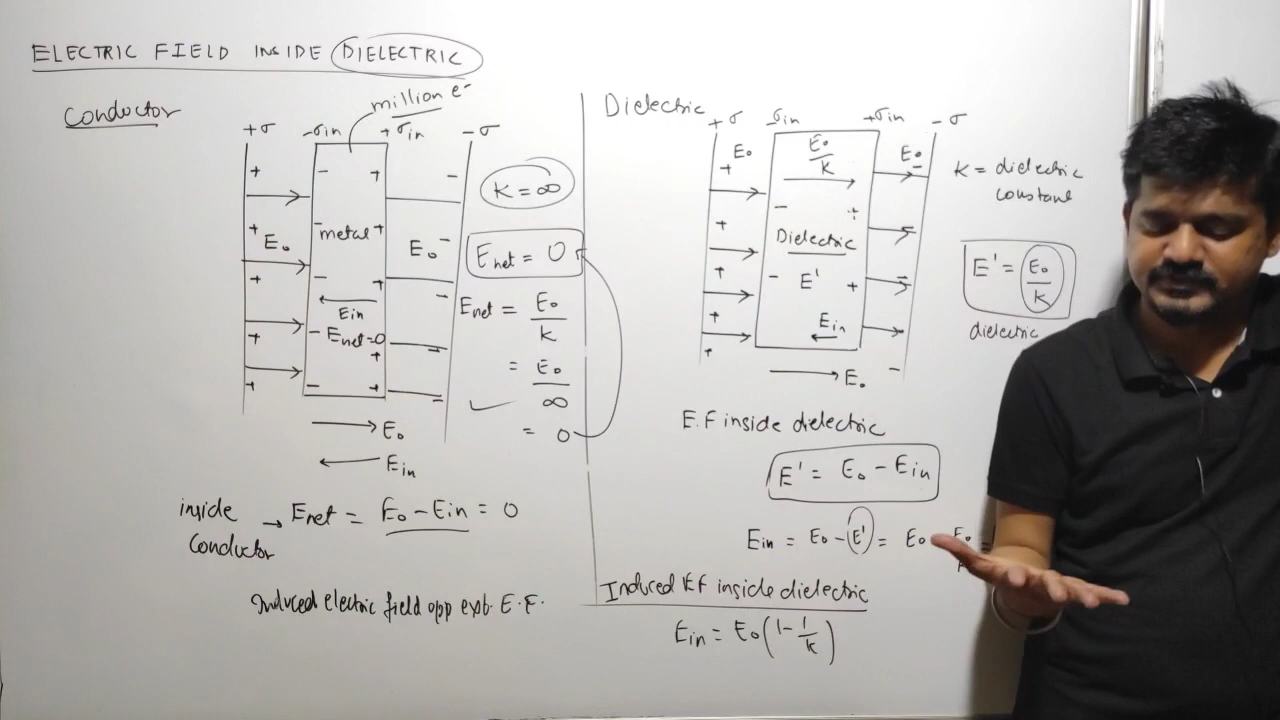 ELECTRIC FIELD INSIDE DIELECTRIC
Conductor
million e⁻
+σ
-σin
+σin
-σ
K = ∞
metal
E₀
E₀
Ein
Enet=0
E₀
Ein
Enet = 0
Enet = E₀/K
= E₀/∞
= 0
inside conductor → Enet = E₀ - Ein = 0
Induced electric field opp ext. E.F.
Dielectric
+σ
-σin
+σin
-σ
E₀
E₀/K
E₀
Dielectric
E'
Ein
E₀
K = dielectric
constant
E' = E₀/K
dielectric
E.F inside dielectric
E' = E₀ - Ein
Ein = E₀ - E' = E₀
Induced EF inside dielectric
Ein = E₀(1 - 1/K)